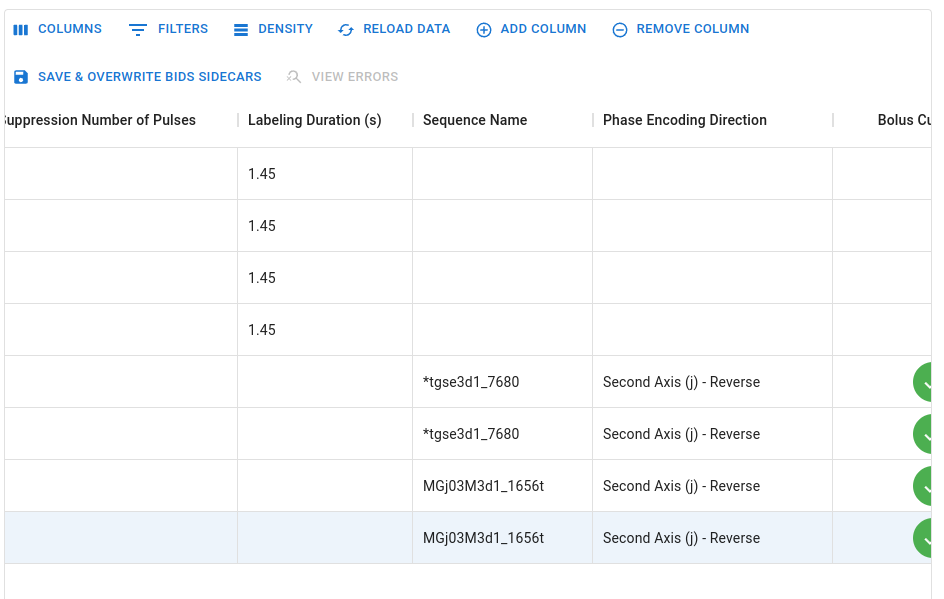 COLUMNS FILTERS DENSITY RELOAD DATA ADD COLUMN REMOVE COLUMN
SAVE & OVERWRITE BIDS SIDECARS VIEW ERRORS
Suppression Number of Pulses Labeling Duration (s) Sequence Name Phase Encoding Direction Bolus Cu
1.45
1.45
1.45
1.45
*tgse3d1_7680 Second Axis (j) - Reverse
*tgse3d1_7680 Second Axis (j) - Reverse
MGj03M3d1_1656t Second Axis (j) - Reverse
MGj03M3d1_1656t Second Axis (j) - Reverse